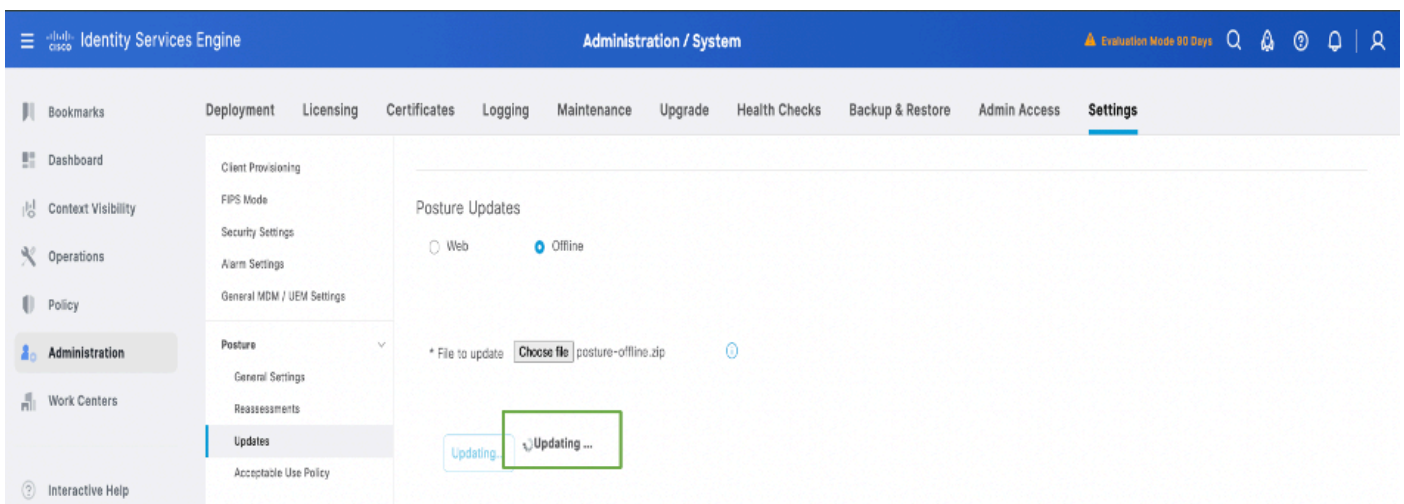 cisco Identity Services Engine
Administration / System
Evaluation Mode 90 Days
Bookmarks
Dashboard
Context Visibility
Operations
Policy
Administration
Work Centers
Interactive Help
Deployment Licensing Certificates Logging Maintenance Upgrade Health Checks Backup & Restore Admin Access Settings
Client Provisioning
FIPS Mode
Security Settings
Alarm Settings
General MDM / UEM Settings
Posture
General Settings
Reassessments
Updates
Acceptable Use Policy
Posture Updates
Web Offline
* File to update Choose file posture-offline.zip
Updating.. Updating ...